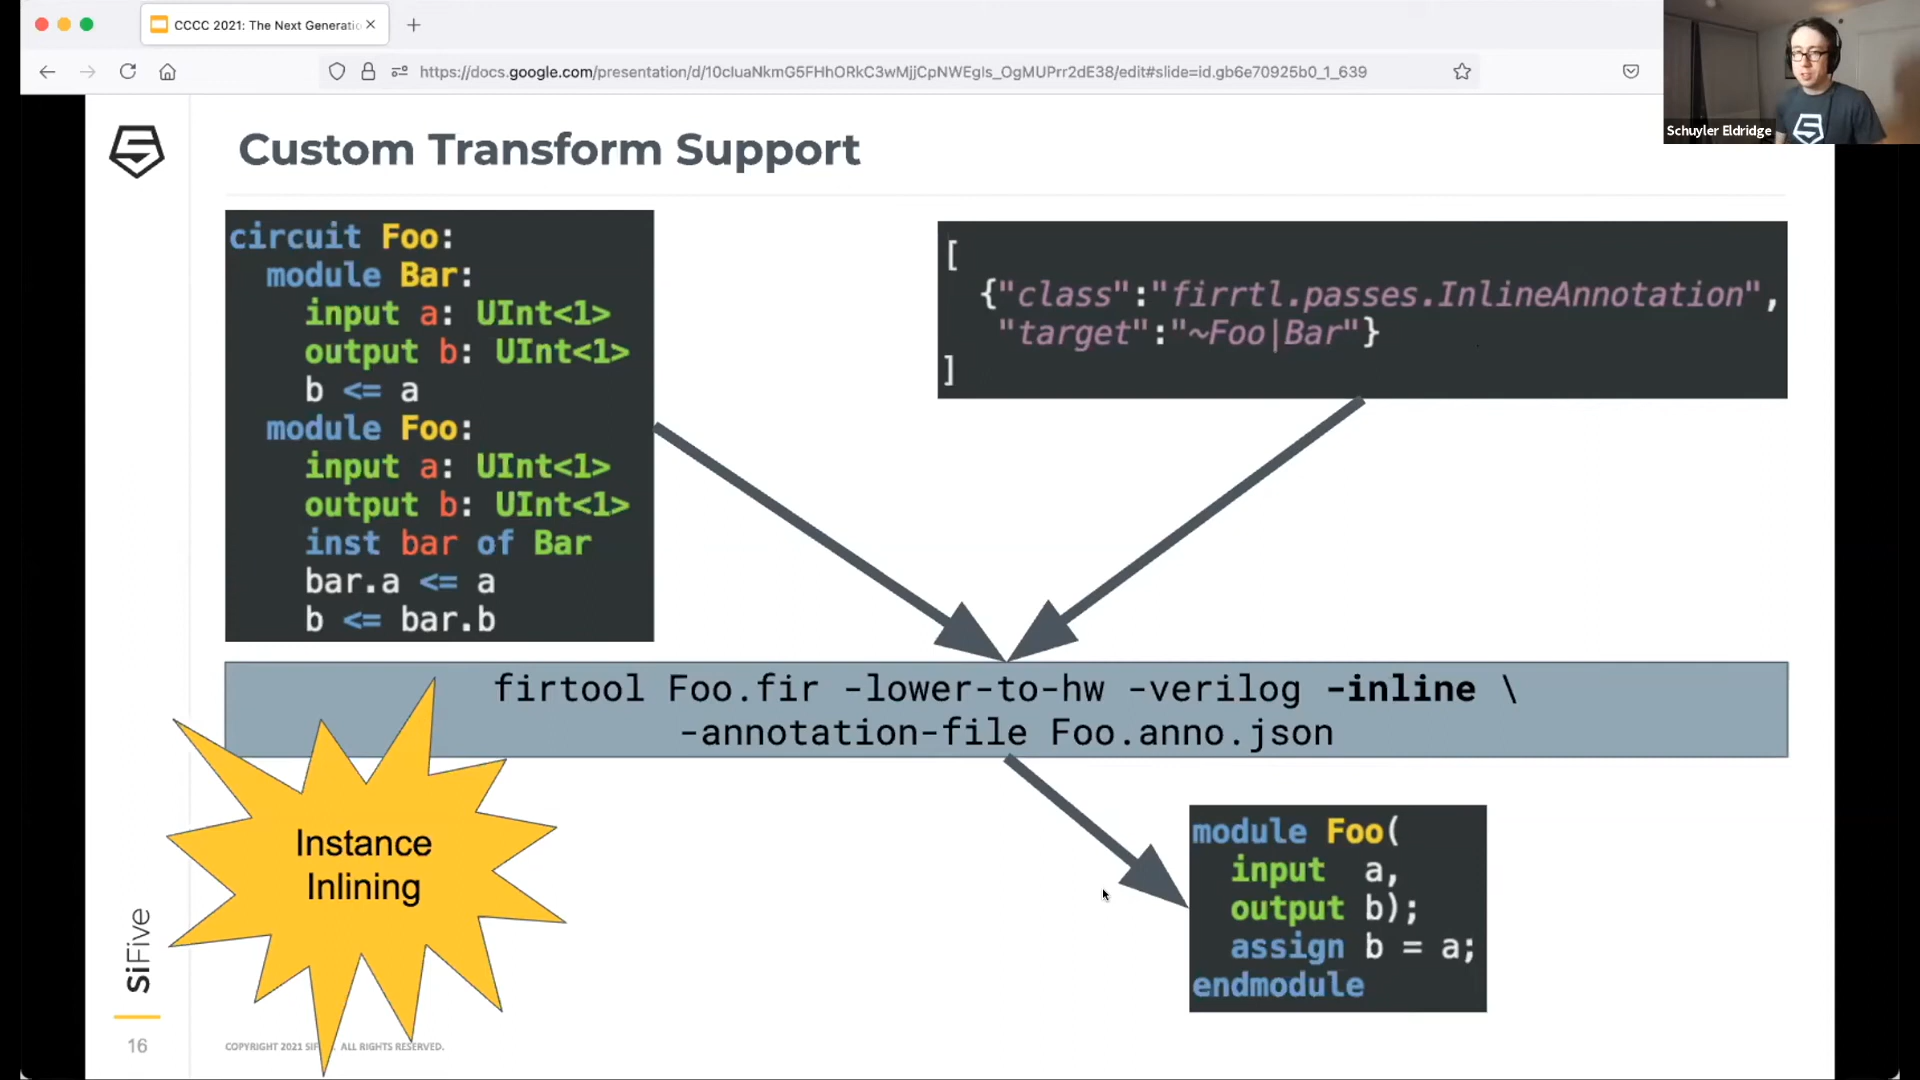 CCCC 2021: The Next Generatio
https://docs.google.com/presentation/d/10cIuaNkmG5FHhORkC3wMjjCpNWEgIs_OgMUPrr2dE38/edit#slide=id.gb6e70925b0_1_639
Schuyler Eldridge
Custom Transform Support
circuit Foo:
module Bar:
input a: UInt<1>
output b: UInt<1>
b <= a
module Foo:
input a: UInt<1>
output b: UInt<1>
inst bar of Bar
bar.a <= a
b <= bar.b
[
{"class":"firrtl.passes.InlineAnnotation",
"target":"~Foo|Bar"}
]
firtool Foo.fir -lower-to-hw -verilog -inline \
-annotation-file Foo.anno.json
Instance
Inlining
module Foo(
input a,
output b);
assign b = a;
endmodule
SiFive
16
COPYRIGHT 2021 ALL RIGHTS RESERVED.